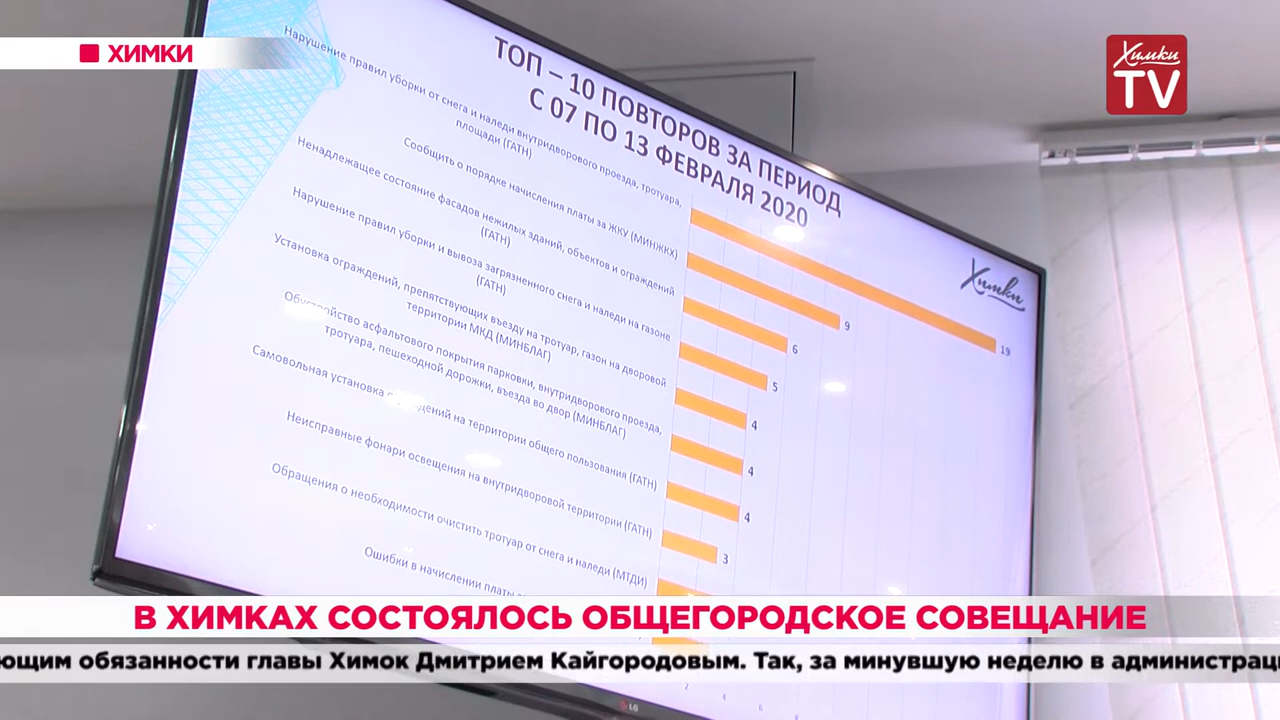 ХИМКИ
Химки
TV
ТОП – 10 ПОВТОРОВ ЗА ПЕРИОД
С 07 ПО 13 ФЕВРАЛЯ 2020
Химки
Нарушение правил уборки от снега и наледи внутридворового проезда, тротуара,
площади (ГАТН)
19
Сообщить о порядке начисления платы за ЖКУ (МИНЖКХ)
9
Ненадлежащее состояние фасадов нежилых зданий, объектов и ограждений
(ГАТН)
6
Нарушение правил уборки и вывоза загрязненного снега и наледи на газоне
(ГАТН)
5
Установка ограждений, препятствующих въезду на тротуар, газон на дворовой
территории МКД (МИНБЛАГ)
4
Обустройство асфальтового покрытия парковки, внутридворового проезда,
тротуара, пешеходной дорожки, въезда во двор (МИНБЛАГ)
4
Самовольная установка ограждений на территории общего пользования (ГАТН)
4
Неисправные фонари освещения на внутридворовой территории (ГАТН)
3
Обращения о необходимости очистить тротуар от снега и наледи (МТДИ)
Ошибки в начислении платы
2 4 6 8
LG
В ХИМКАХ СОСТОЯЛОСЬ ОБЩЕГОРОДСКОЕ СОВЕЩАНИЕ
ющим обязанности главы Химок Дмитрием Кайгородовым. Так, за минувшую неделю в администрац